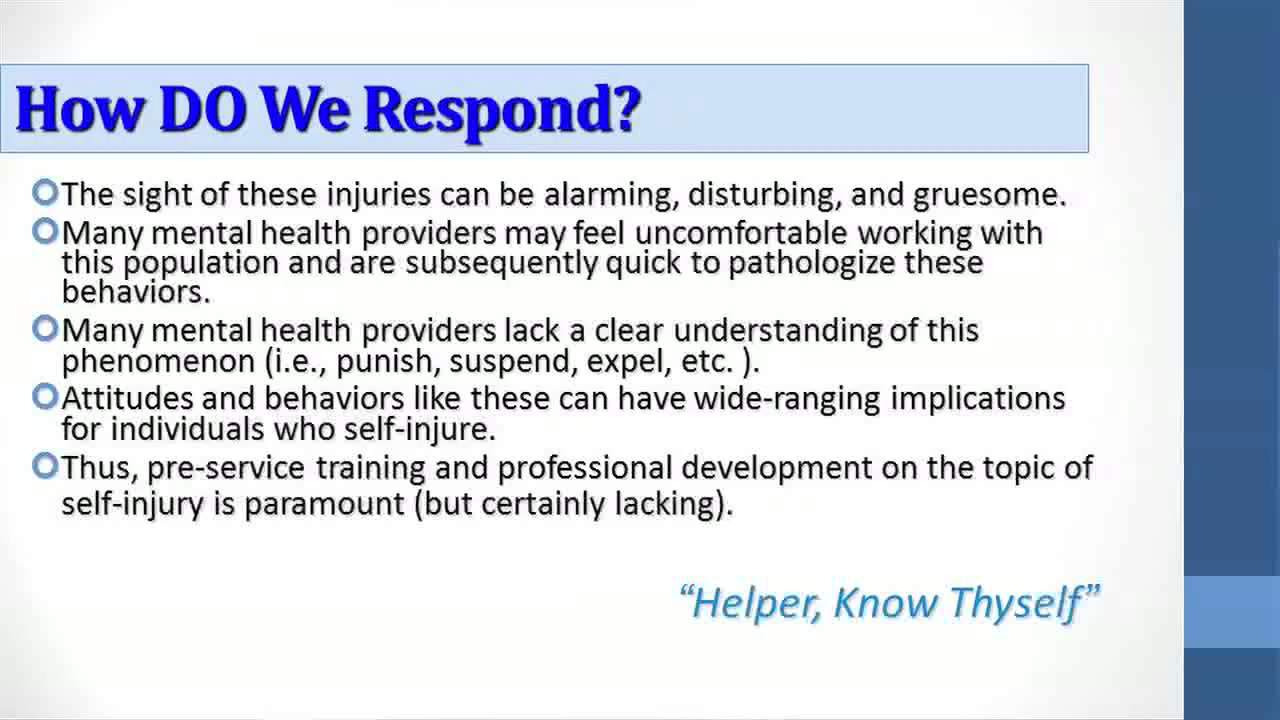 How DO We Respond?
The sight of these injuries can be alarming, disturbing, and gruesome.
Many mental health providers may feel uncomfortable working with
this population and are subsequently quick to pathologize these
behaviors.
Many mental health providers lack a clear understanding of this
phenomenon (i.e., punish, suspend, expel, etc. ).
Attitudes and behaviors like these can have wide-ranging implications
for individuals who self-injure.
Thus, pre-service training and professional development on the topic of
self-injury is paramount (but certainly lacking).
“Helper, Know Thyself”